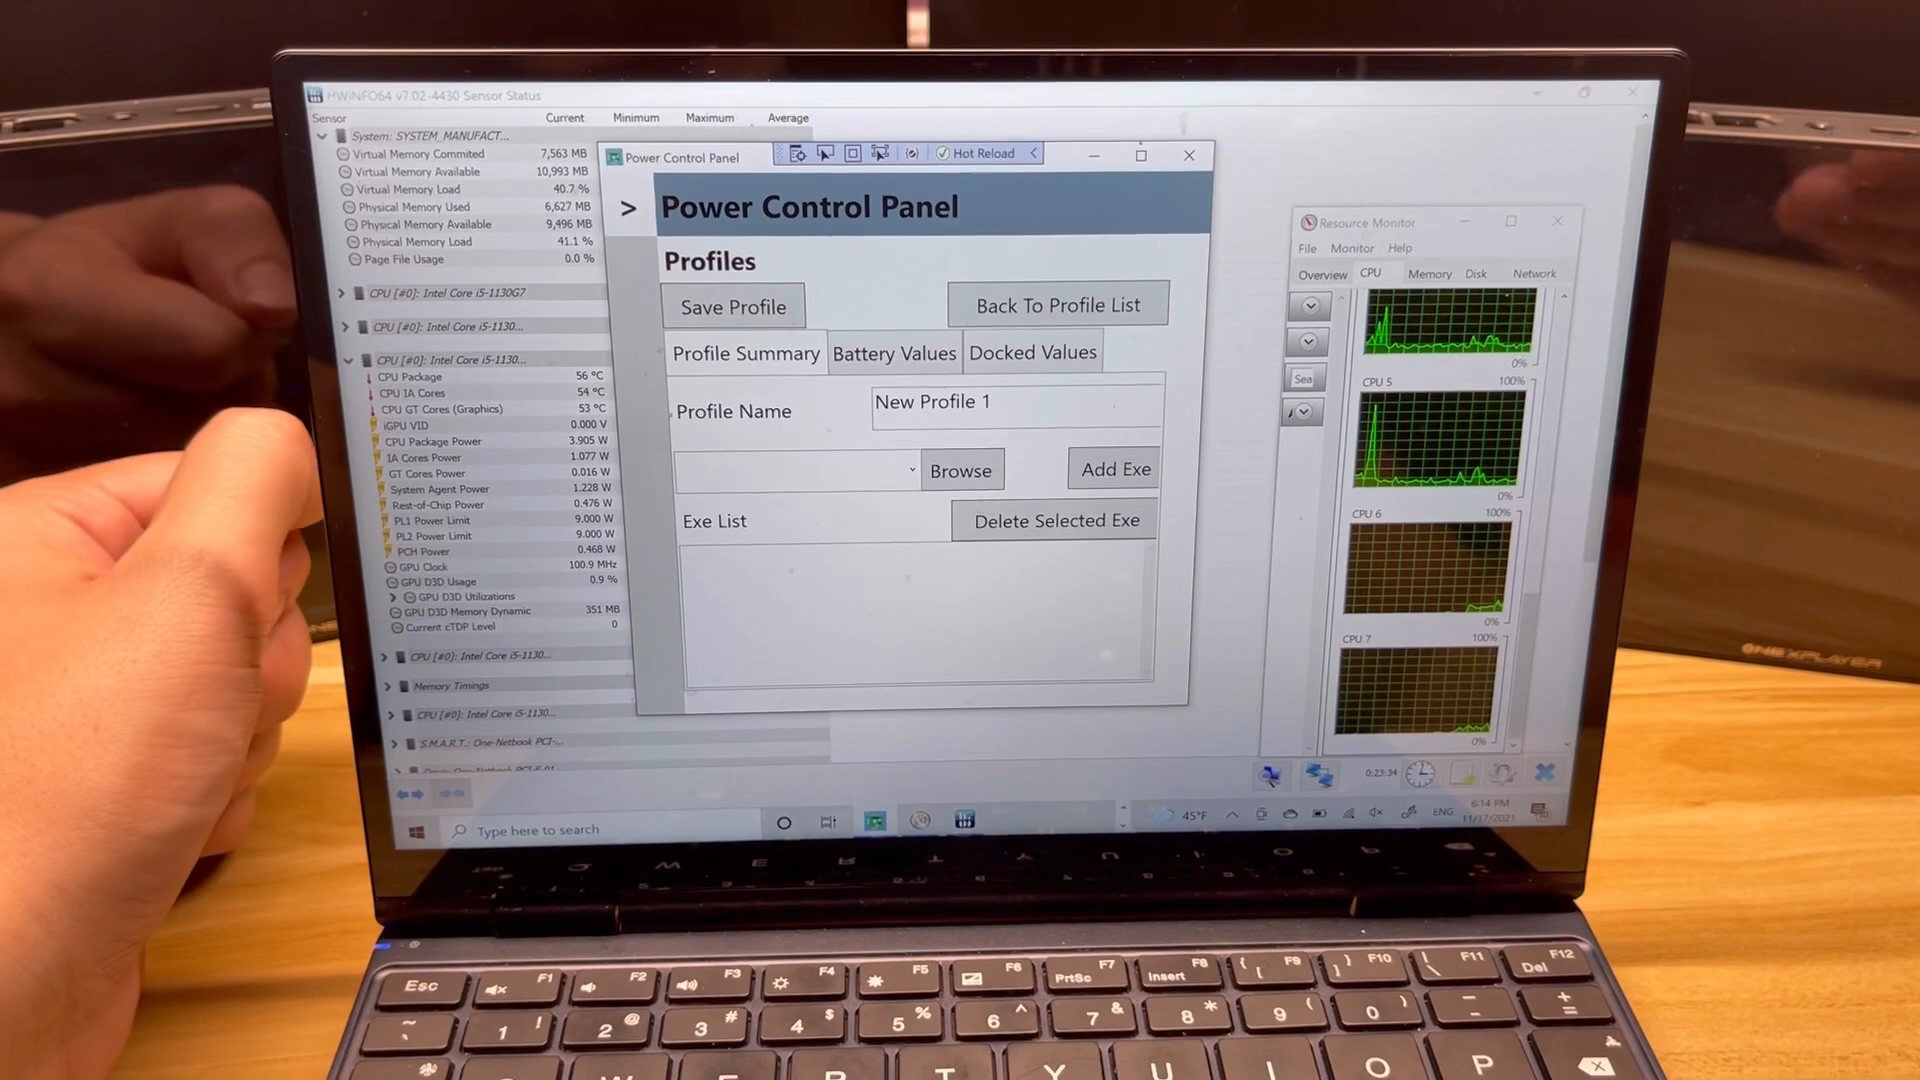 HWiNFO64 v7.02-4430 Sensor Status
Sensor Current Minimum Maximum Average
System: SYSTEM_MANUFACT...
Virtual Memory Commited 7,563 MB
Virtual Memory Available 10,993 MB
Virtual Memory Load 40.7 %
Physical Memory Used 6,627 MB
Physical Memory Available 9,496 MB
Physical Memory Load 41.1 %
Page File Usage 0.0 %
CPU [#0]: Intel Core i5-1130G7
CPU [#0]: Intel Core i5-1130...
CPU [#0]: Intel Core i5-1130...
CPU Package 56 °C
CPU IA Cores 54 °C
CPU GT Cores (Graphics) 53 °C
iGPU VID 0.000 V
CPU Package Power 3.905 W
IA Cores Power 1.077 W
GT Cores Power 0.016 W
System Agent Power 1.228 W
Rest-of-Chip Power 0.476 W
PL1 Power Limit 9.000 W
PL2 Power Limit 9.000 W
PCH Power 0.468 W
GPU Clock 100.9 MHz
GPU D3D Usage 0.9 %
GPU D3D Utilizations
GPU D3D Memory Dynamic 351 MB
Current cTDP Level 0
CPU [#0]: Intel Core i5-1130...
Memory Timings
CPU [#0]: Intel Core i5-1130...
S.M.A.R.T.: One-Netbook PCI-...
Power Control Panel
Hot Reload
> Power Control Panel
Profiles
Save Profile Back To Profile List
Profile Summary Battery Values Docked Values
Profile Name New Profile 1
Browse Add Exe
Exe List Delete Selected Exe
Resource Monitor
File Monitor Help
Overview CPU Memory Disk Network
Sea
0%
CPU 5 100%
0%
CPU 6 100%
0%
CPU 7 100%
0%
0:23:34
Type here to search
45°F
ENG
6:14 PM
11/17/2021
ONEXPLAYER
Esc F1 F2 F3 F4 F5 F6 PrtSc F7 Insert F8 { [ F9 } ] F10 | \ F11 Del F12
~ ` 1 ! 2 @ 3 # 4 $ 5 % 6 ^ 7 & 8 * 9 ( 0 ) _ - + =
W E R T Y U I O P